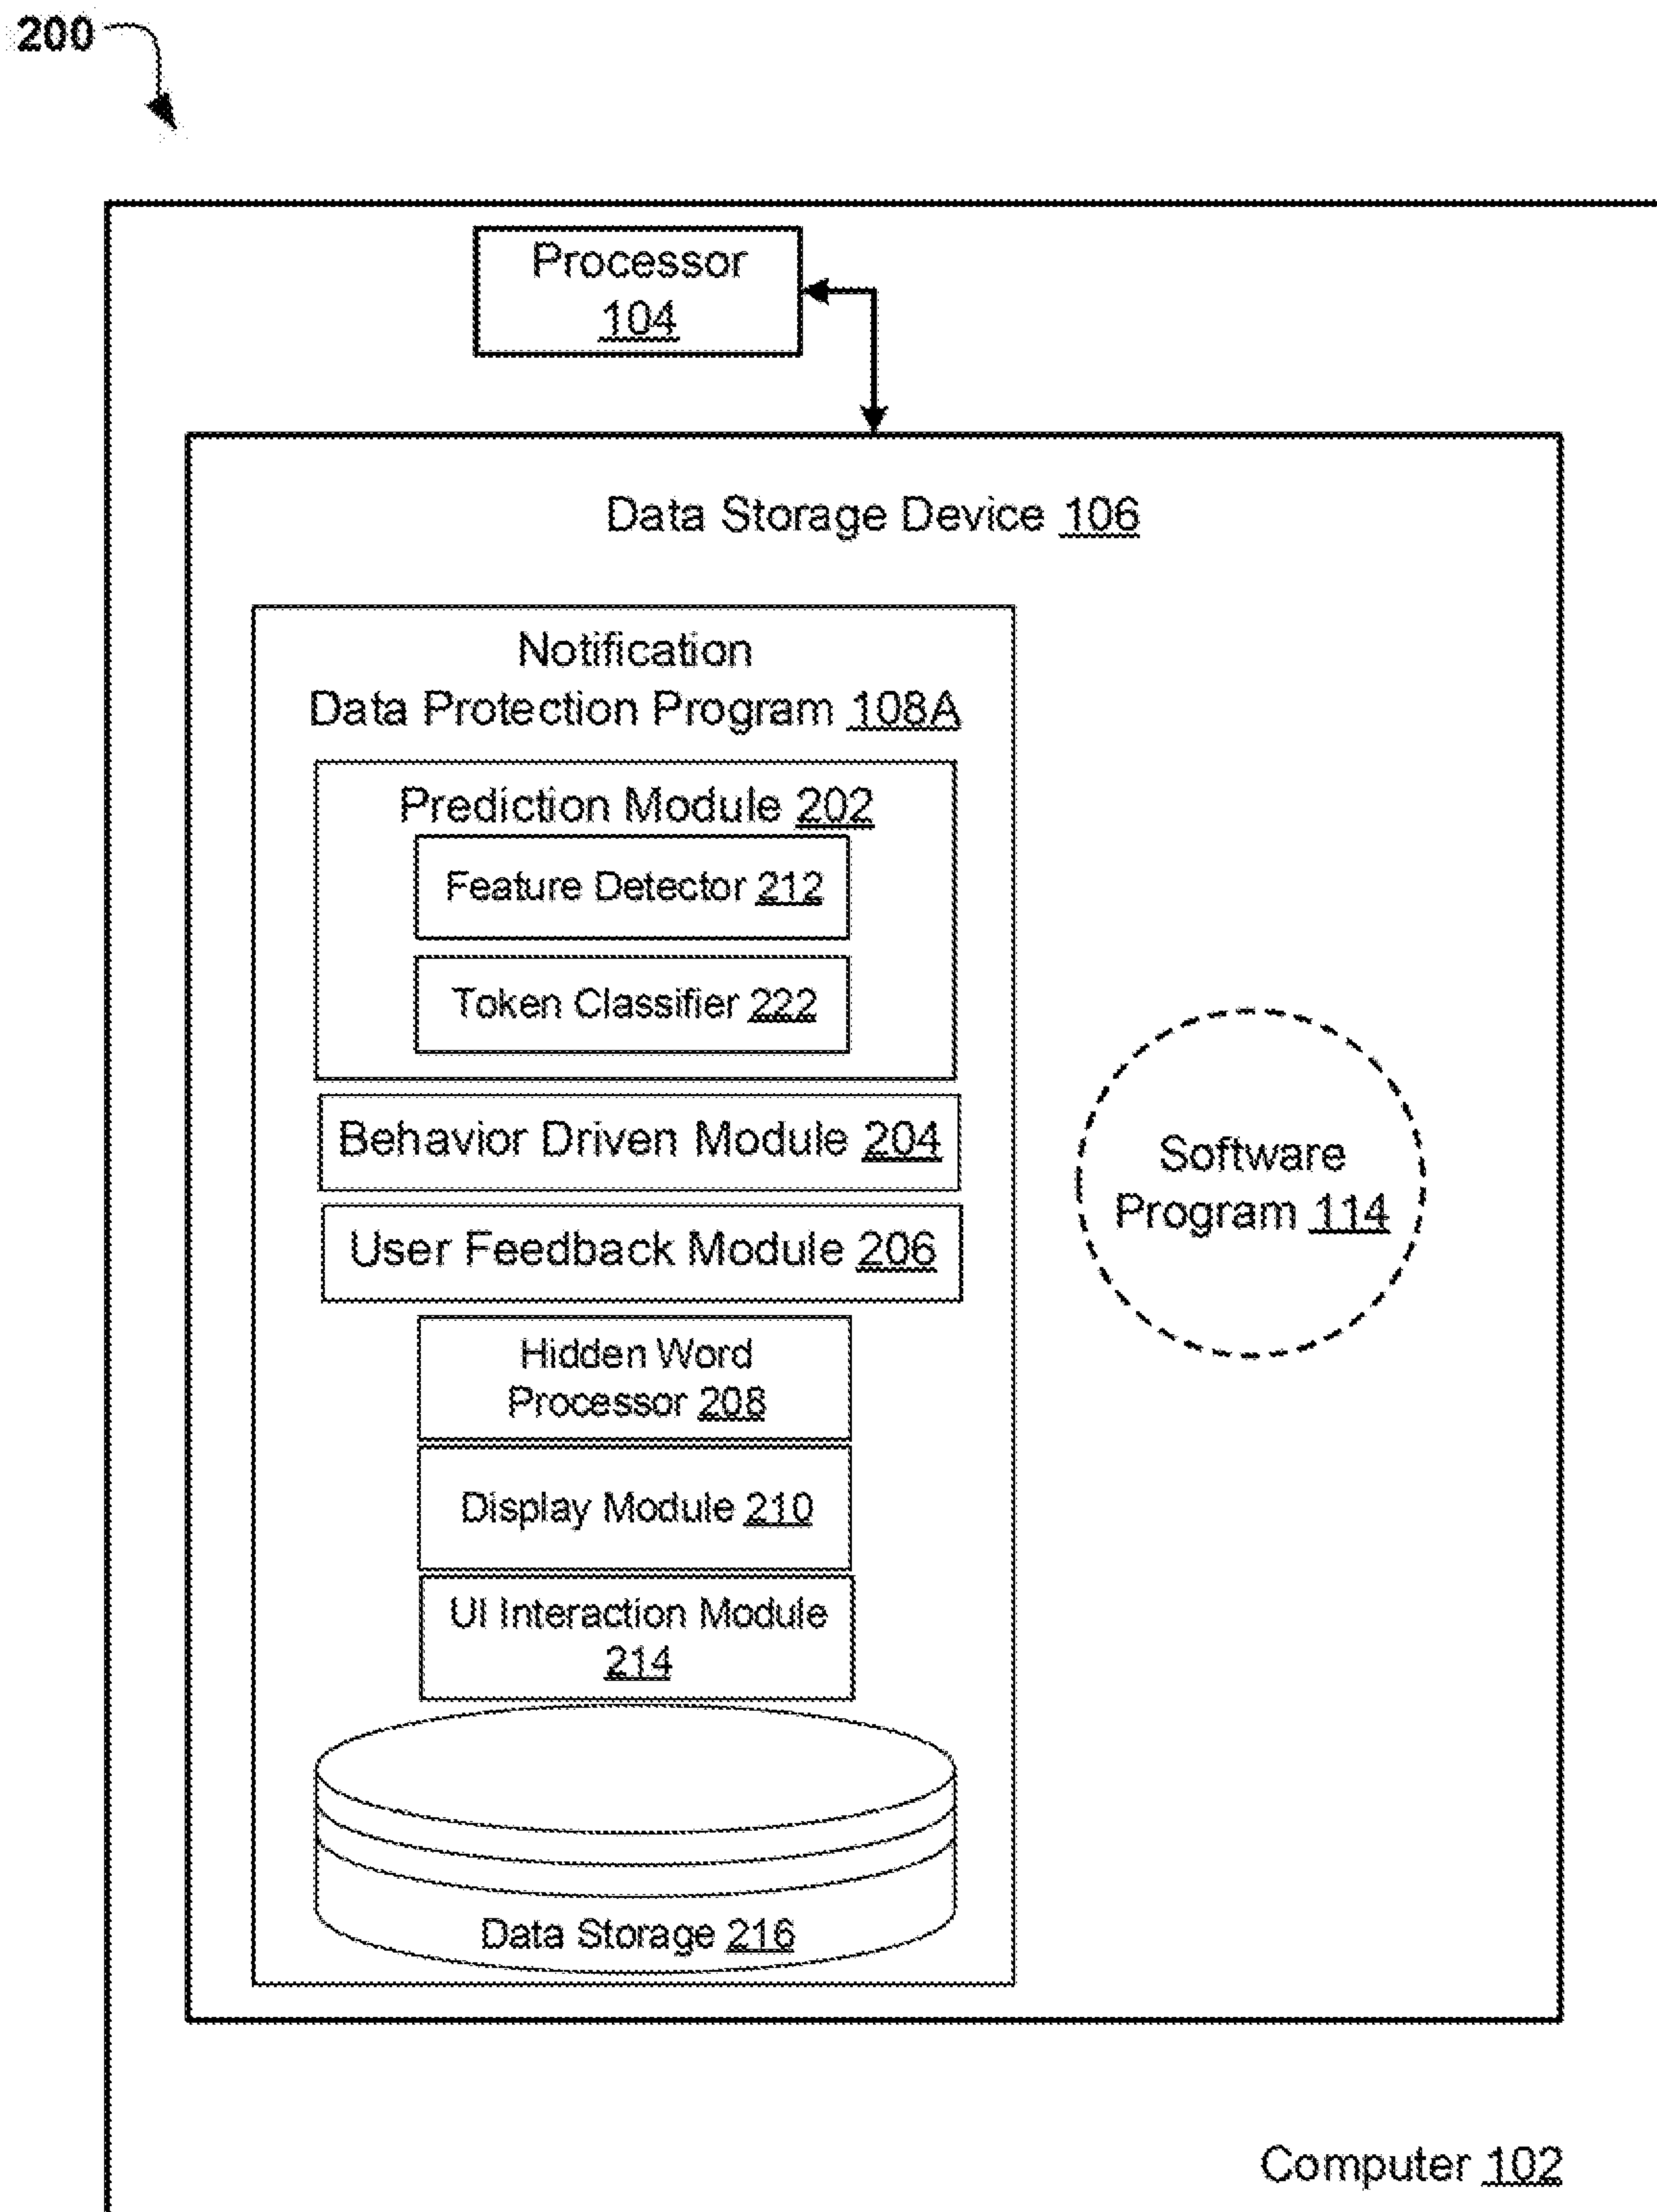 200
Processor
104
Data Storage Device 106
Notification
Data Protection Program 108A
Prediction Module 202
Feature Detector 212
Token Classifier 222
Behavior Driven Module 204
User Feedback Module 206
Hidden Word
Processor 208
Display Module 210
UI Interaction Module
214
Data Storage 216
Software
Program 114
Computer 102